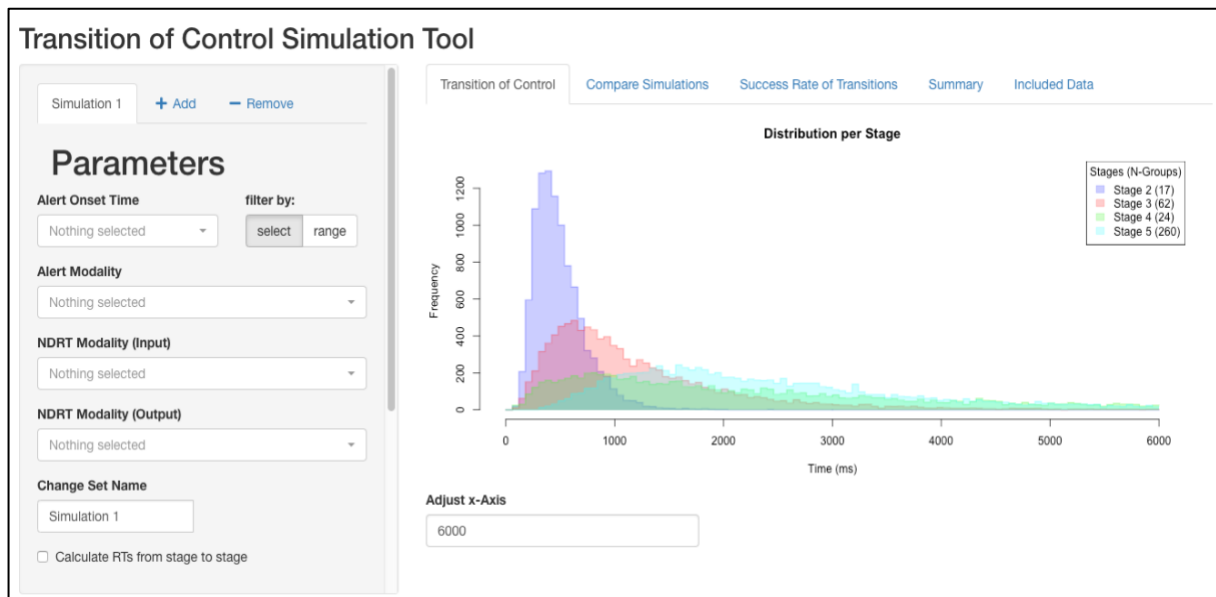 Transition of Control Simulation Tool
Simulation 1
+ Add
− Remove
Parameters
Alert Onset Time
filter by:
Nothing selected
select
range
Alert Modality
Nothing selected
NDRT Modality (Input)
Nothing selected
NDRT Modality (Output)
Nothing selected
Change Set Name
Simulation 1
Calculate RTs from stage to stage
Transition of Control
Compare Simulations
Success Rate of Transitions
Summary
Included Data
Distribution per Stage
Stages (N-Groups)
Stage 2 (17)
Stage 3 (62)
Stage 4 (24)
Stage 5 (260)
Frequency
1200
1000
800
600
400
200
0
0 1000 2000 3000 4000 5000 6000
Time (ms)
Adjust x-Axis
6000